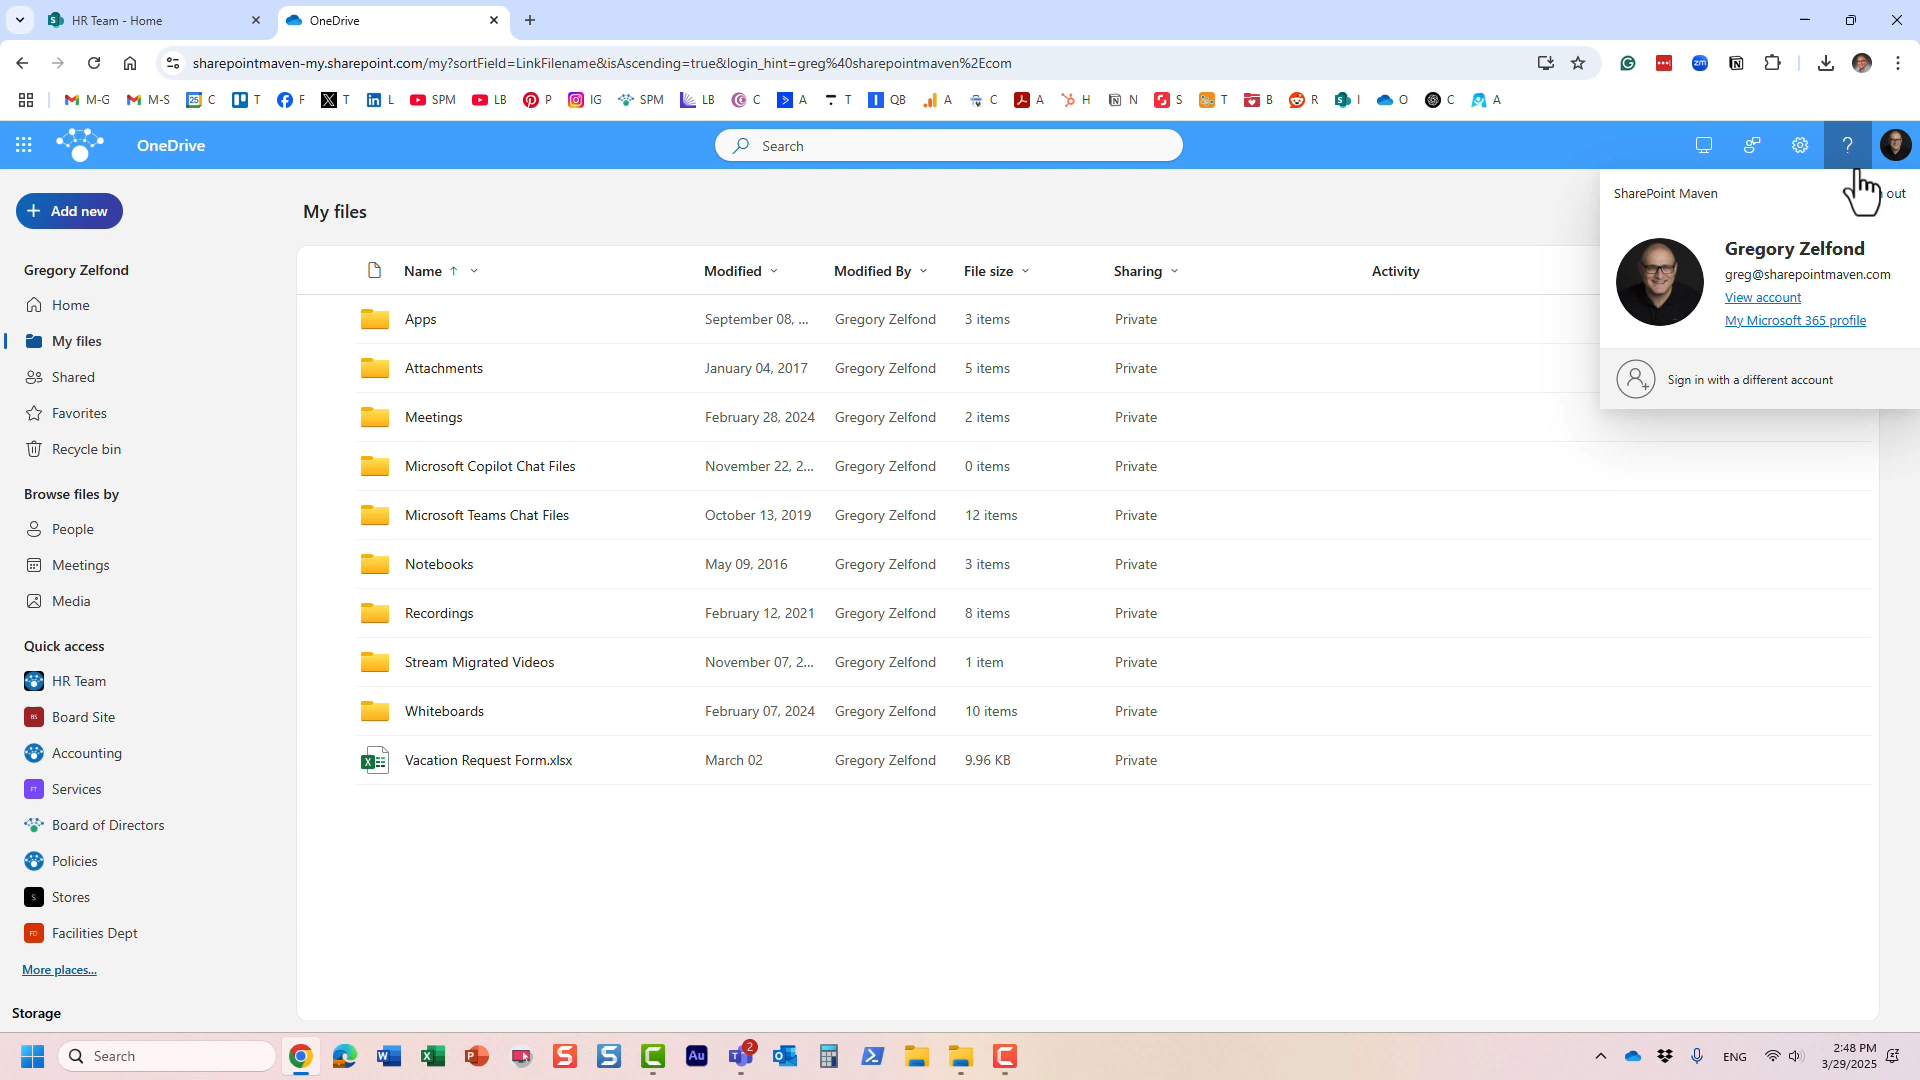 HR Team - Home
OneDrive
sharepointmaven-my.sharepoint.com/my?sortField=LinkFilename&isAscending=true&login_hint=greg%40sharepointmaven%2Ecom
M-G M-S C T F T L SPM LB P IG SPM LB C A T QB A C A H N S T B R I O C A
OneDrive
Search
SharePoint Maven
out
Add new
My files
Gregory Zelfond
greg@sharepointmaven.com
View account
My Microsoft 365 profile
Sign in with a different account
Gregory Zelfond
Home
My files
Shared
Favorites
Recycle bin
Browse files by
People
Meetings
Media
Quick access
HR Team
Board Site
Accounting
Services
Board of Directors
Policies
Stores
Facilities Dept
More places...
Storage
Name Modified Modified By File size Sharing Activity
Apps September 08, ... Gregory Zelfond 3 items Private
Attachments January 04, 2017 Gregory Zelfond 5 items Private
Meetings February 28, 2024 Gregory Zelfond 2 items Private
Microsoft Copilot Chat Files November 22, 2... Gregory Zelfond 0 items Private
Microsoft Teams Chat Files October 13, 2019 Gregory Zelfond 12 items Private
Notebooks May 09, 2016 Gregory Zelfond 3 items Private
Recordings February 12, 2021 Gregory Zelfond 8 items Private
Stream Migrated Videos November 07, 2... Gregory Zelfond 1 item Private
Whiteboards February 07, 2024 Gregory Zelfond 10 items Private
Vacation Request Form.xlsx March 02 Gregory Zelfond 9.96 KB Private
Search
2
ENG
2:48 PM
3/29/2025